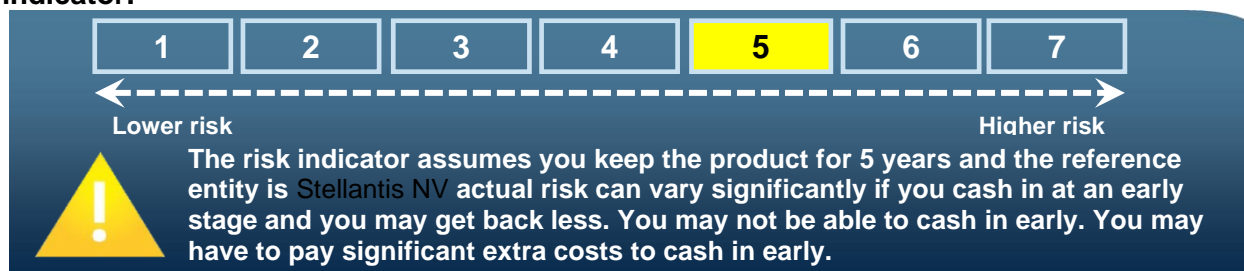 indicator:
1 2 3 4 5 6 7
Lower risk Higher risk
The risk indicator assumes you keep the product for 5 years and the reference
entity is Stellantis NV actual risk can vary significantly if you cash in at an early
stage and you may get back less. You may not be able to cash in early. You may
have to pay significant extra costs to cash in early.